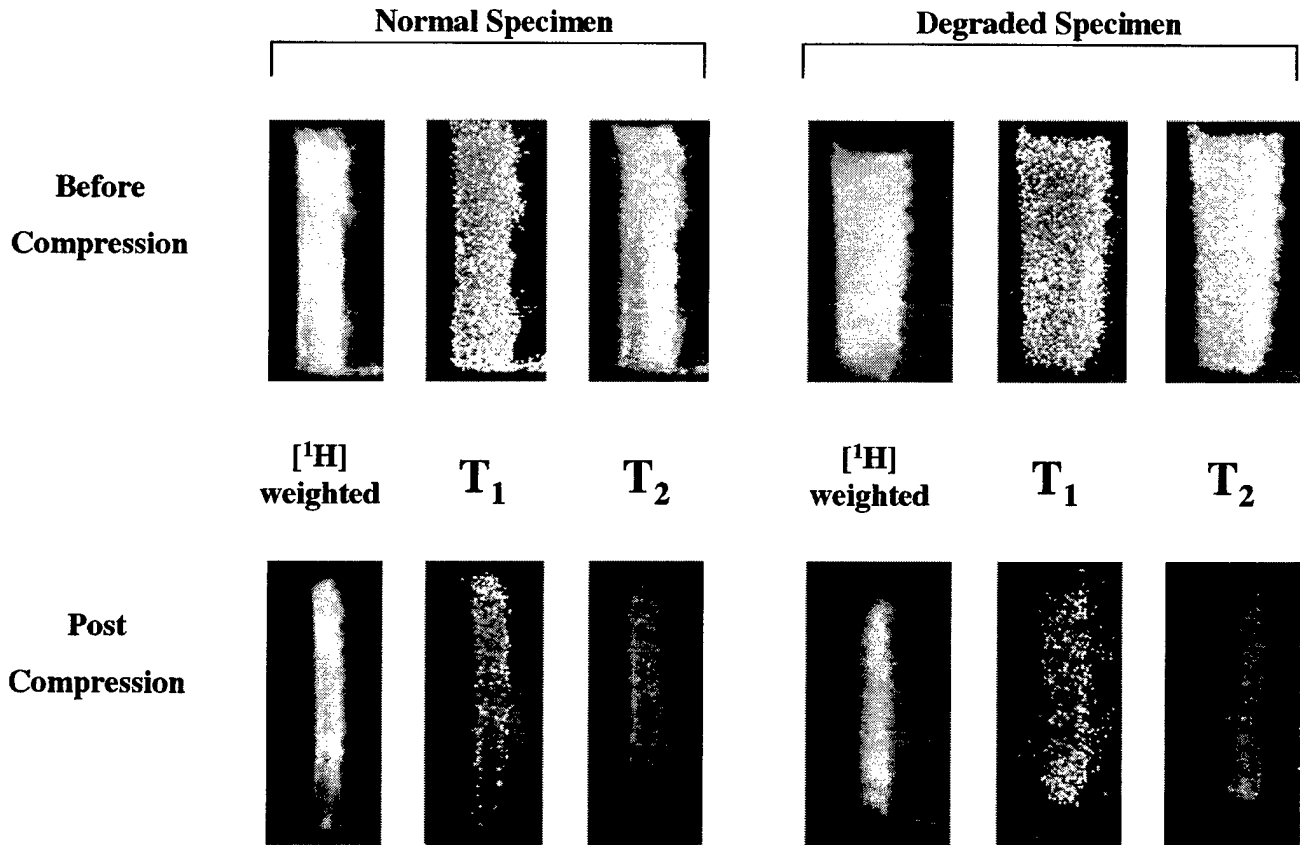 Normal Specimen
Degraded Specimen
Before
Compression
[¹H]
weighted
T₁
T₂
[¹H]
weighted
T₁
T₂
Post
Compression